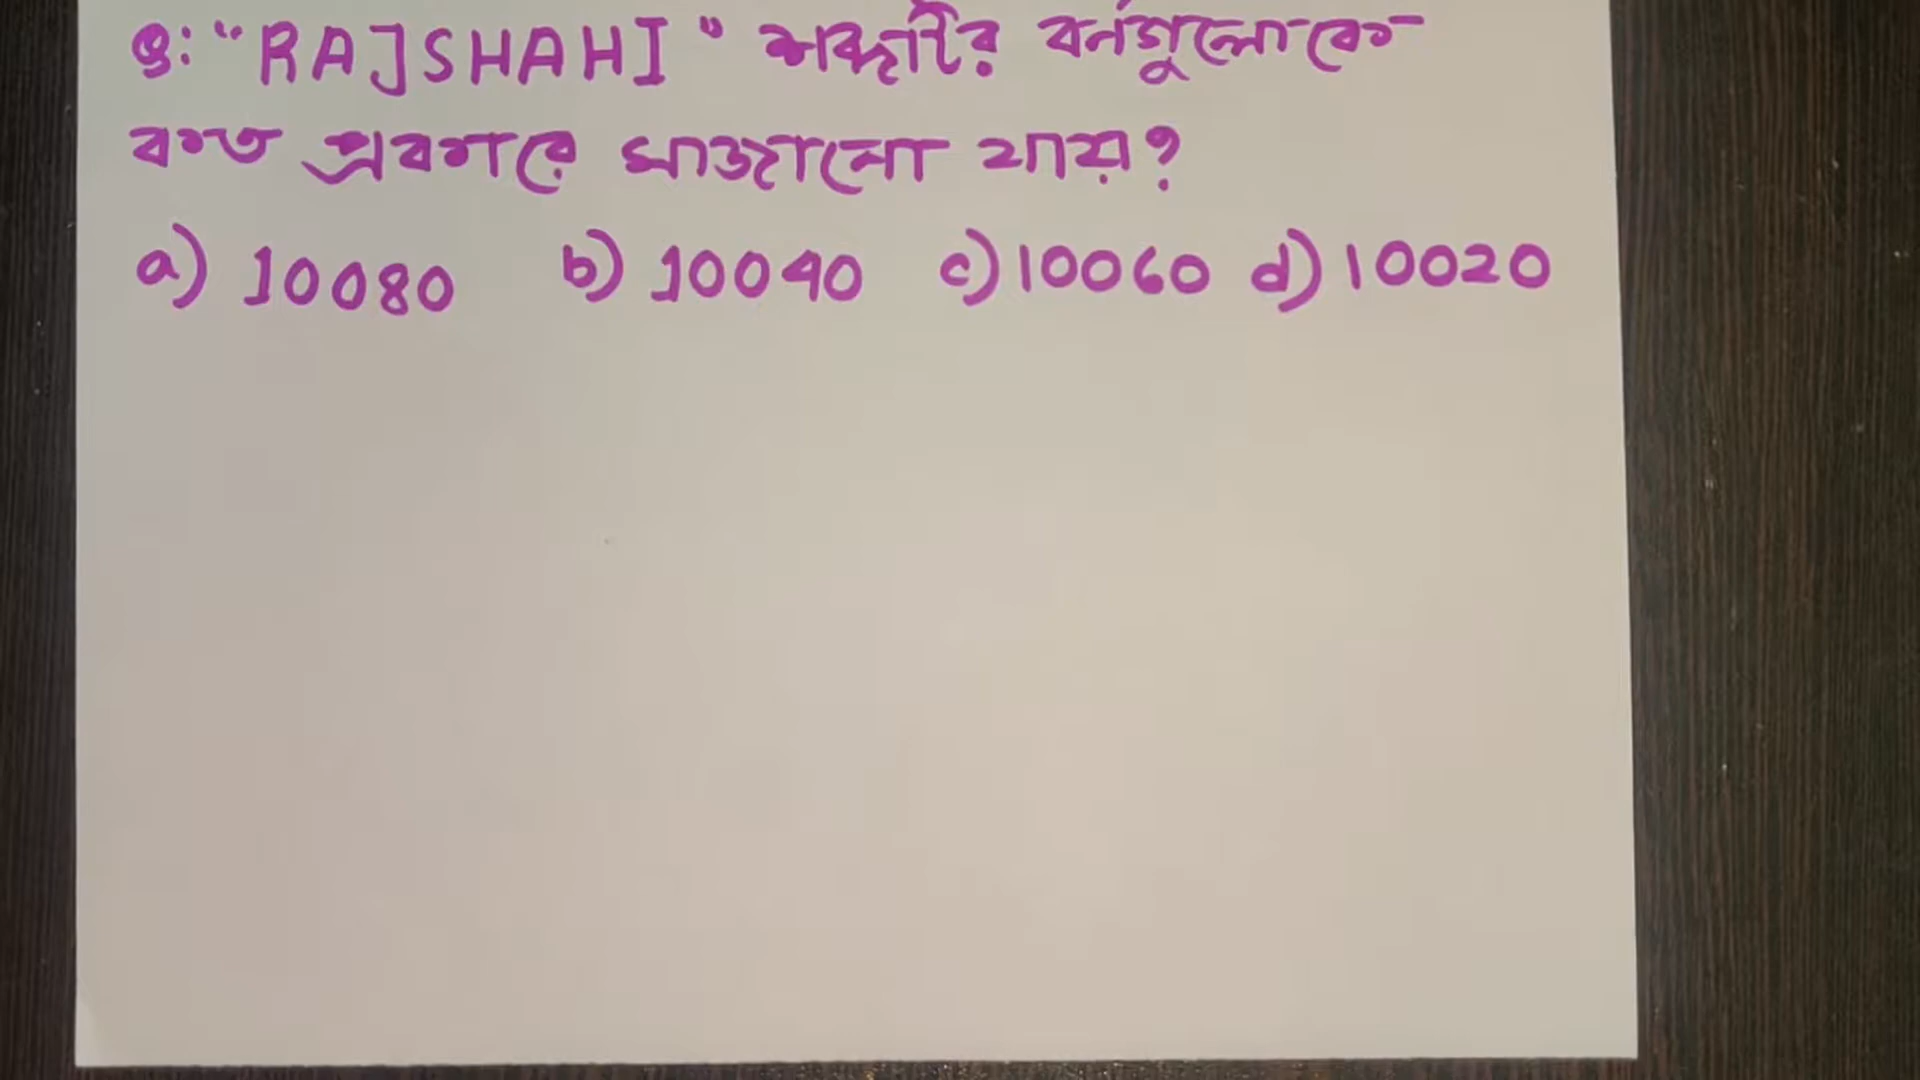 Q: "RAJSHAHI" শব্দটির বর্ণগুলোকে
কত প্রকারে সাজানো যায়?
a) 10080 b) 10040 c) 10060 d) 10020